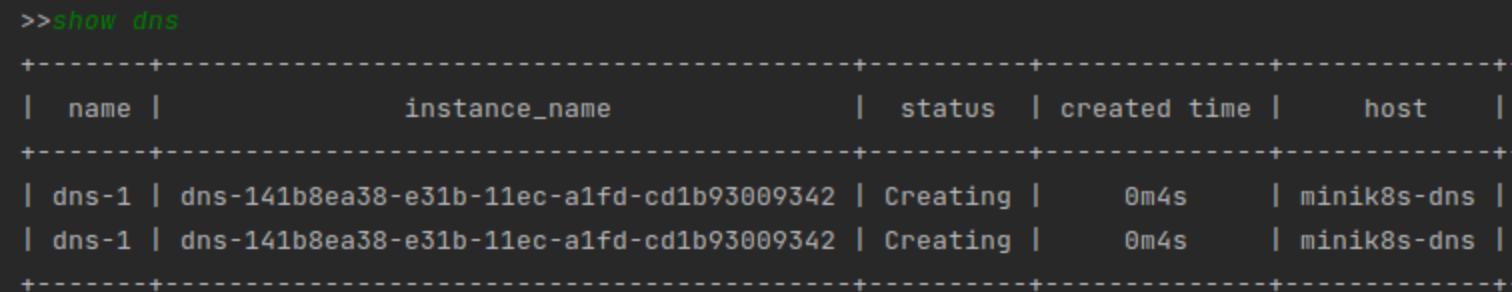 >>show dns
+-------+--------------------------------------------+----------+--------------+-------------+
|  name |               instance_name                |  status  | created time |     host    |
+-------+--------------------------------------------+----------+--------------+-------------+
| dns-1 | dns-141b8ea38-e31b-11ec-a1fd-cd1b93009342 | Creating |     0m4s     | minik8s-dns |
| dns-1 | dns-141b8ea38-e31b-11ec-a1fd-cd1b93009342 | Creating |     0m4s     | minik8s-dns |
+-------+--------------------------------------------+----------+--------------+-------------+